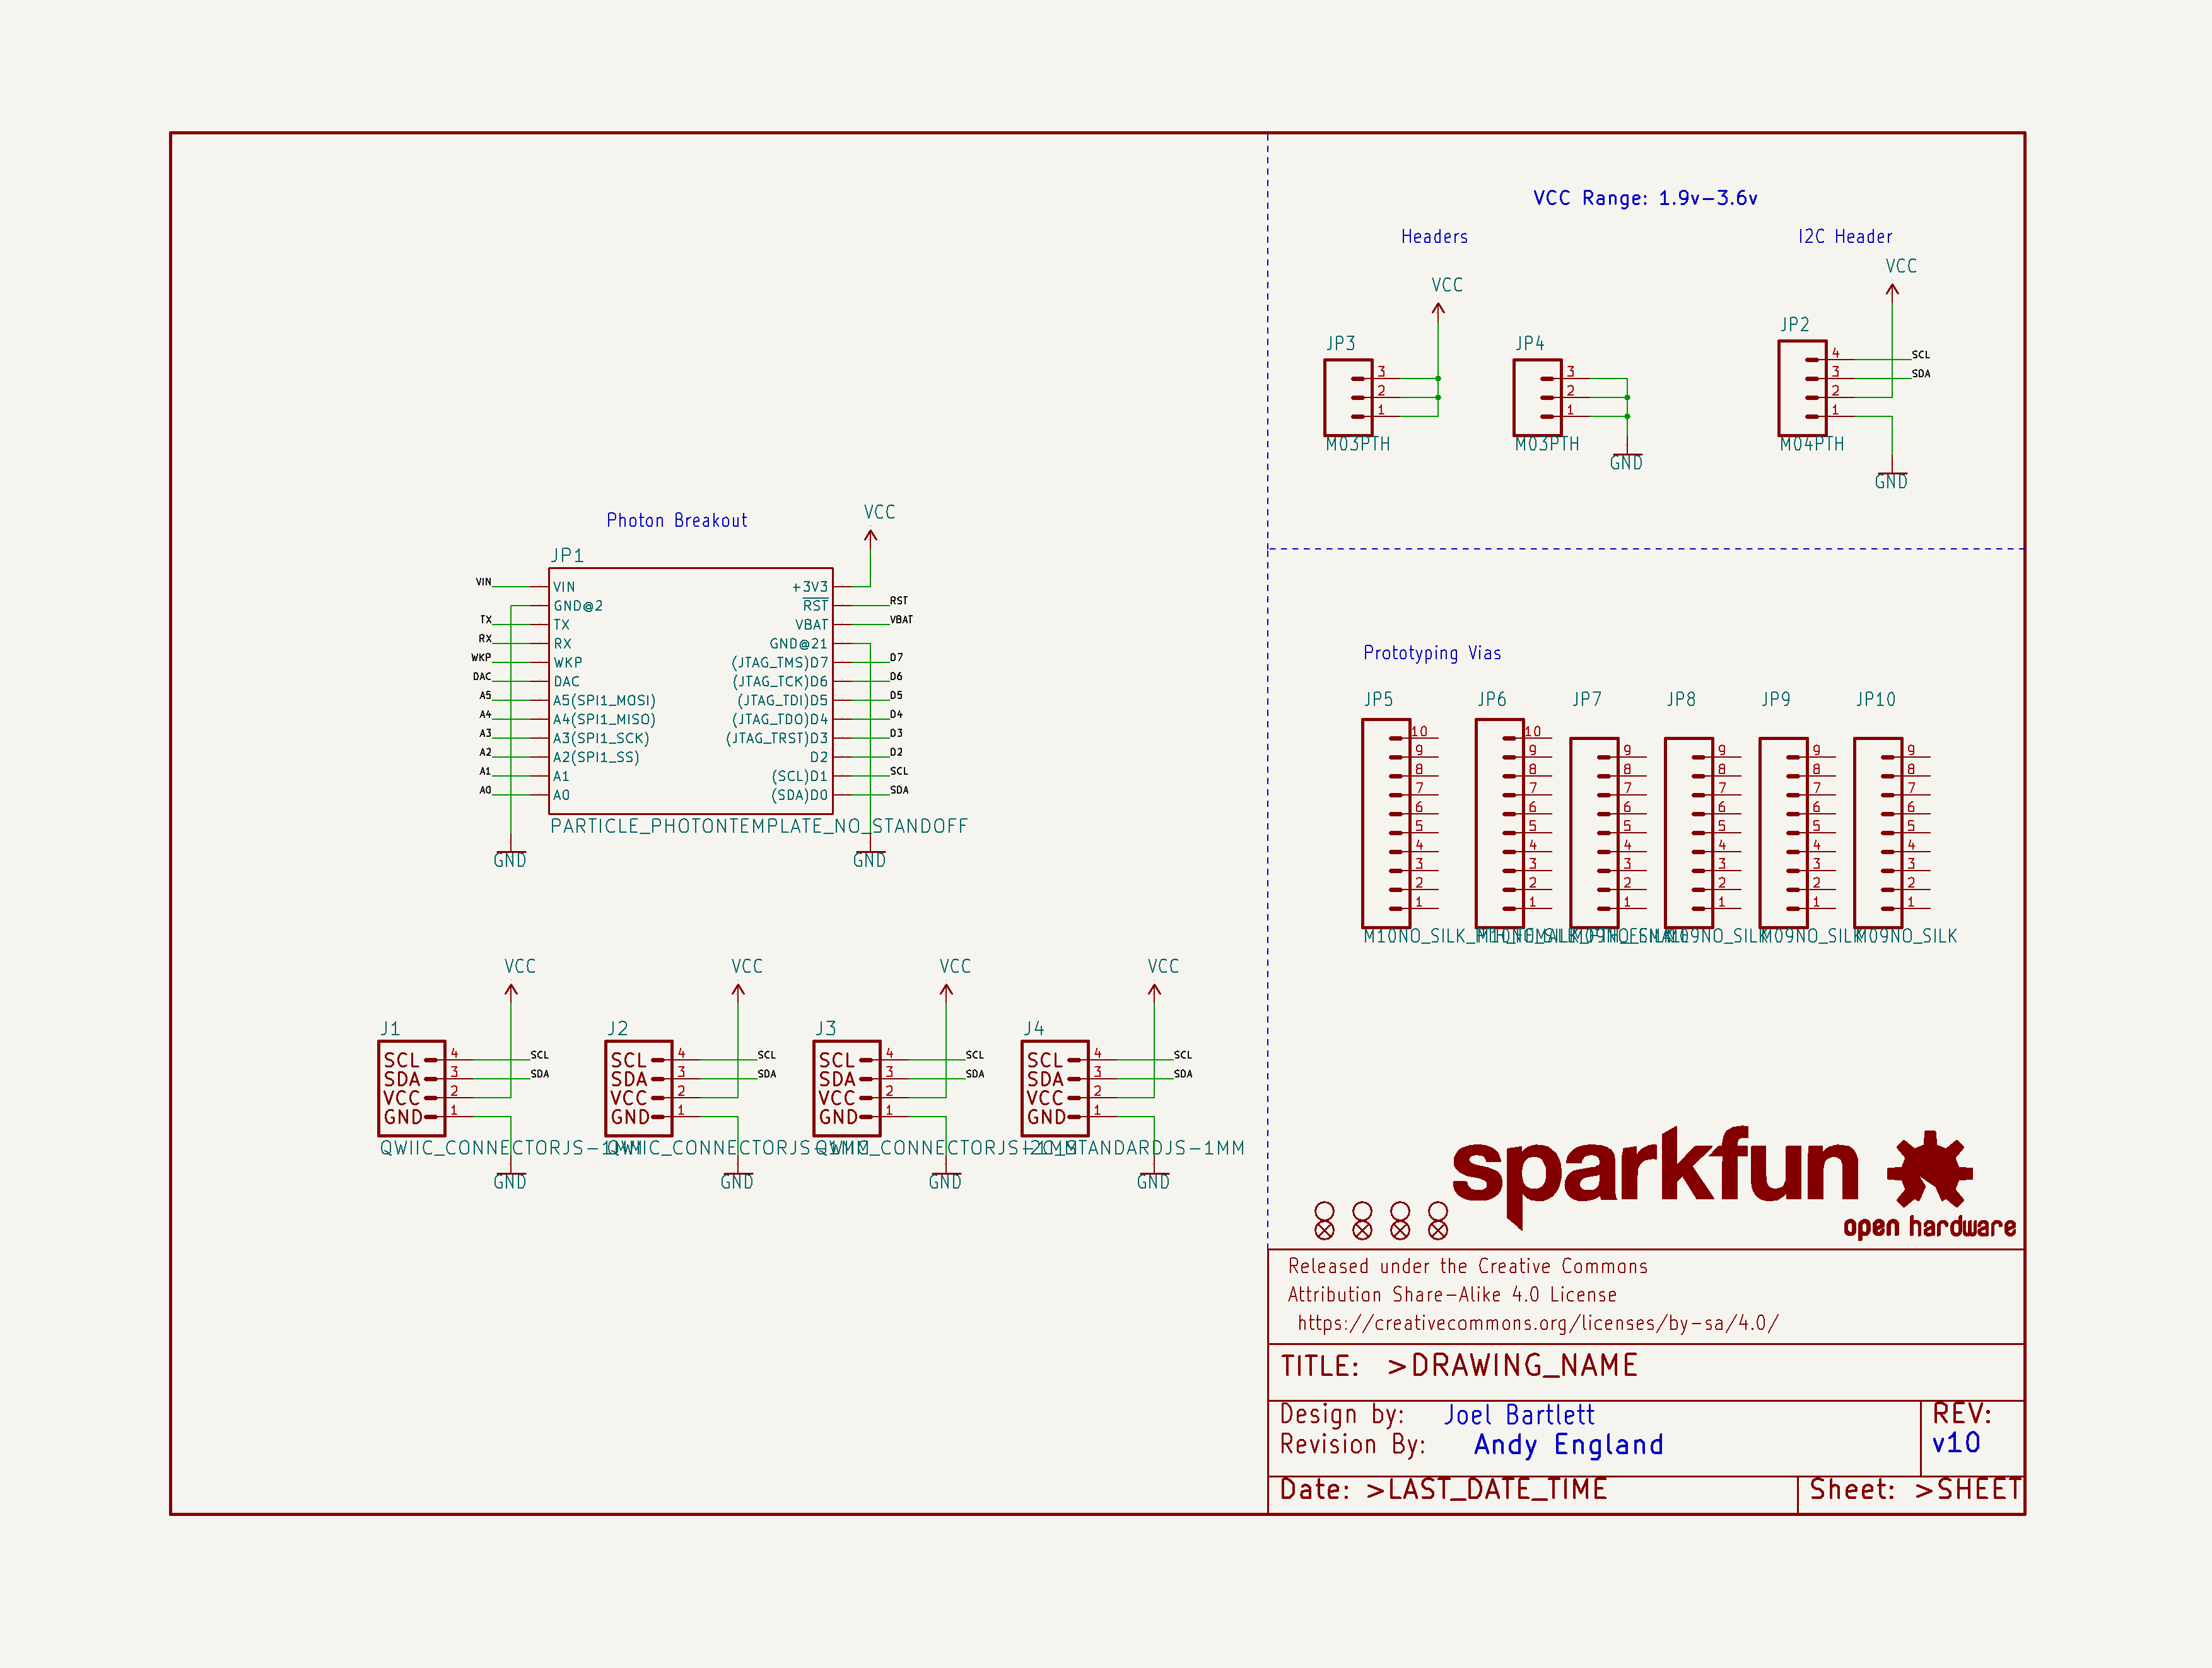 VCC Range: 1.9v-3.6v
Headers
I2C Header
VCC
VCC
JP3
JP4
JP2
3
2
1
3
2
1
4
3
2
1
SCL
SDA
M03PTH
M03PTH
M04PTH
GND
GND
Photon Breakout
VCC
JP1
VIN
TX
RX
WKP
DAC
A5
A4
A3
A2
A1
A0
VIN
GND@2
TX
RX
WKP
DAC
A5(SPI1_MOSI)
A4(SPI1_MISO)
A3(SPI1_SCK)
A2(SPI1_SS)
A1
A0
+3V3
RST
VBAT
GND@21
(JTAG_TMS)D7
(JTAG_TCK)D6
(JTAG_TDI)D5
(JTAG_TDO)D4
(JTAG_TRST)D3
D2
(SCL)D1
(SDA)D0
RST
VBAT
D7
D6
D5
D4
D3
D2
SCL
SDA
PARTICLE_PHOTONTEMPLATE_NO_STANDOFF
GND
GND
Prototyping Vias
JP5
JP6
JP7
JP8
JP9
JP10
10
9
8
7
6
5
4
3
2
1
10
9
8
7
6
5
4
3
2
1
9
8
7
6
5
4
3
2
1
9
8
7
6
5
4
3
2
1
9
8
7
6
5
4
3
2
1
9
8
7
6
5
4
3
2
1
M09NO_SILK
M09NO_SILK
VCC
VCC
VCC
VCC
J1
J2
J3
J4
SCL
SDA
VCC
GND
4
3
2
1
SCL
SDA
SCL
SDA
VCC
GND
4
3
2
1
SCL
SDA
SCL
SDA
VCC
GND
4
3
2
1
SCL
SDA
SCL
SDA
VCC
GND
4
3
2
1
SCL
SDA
QWIIC_CONNECTORJS-1MM
QWIIC_CONNECTORJS-1MM
QWIIC_CONNECTORJS-1MM
I2C_STANDARDJS-1MM
GND
GND
GND
GND
sparkfun
open hardware
Released under the Creative Commons
Attribution Share-Alike 4.0 License
https://creativecommons.org/licenses/by-sa/4.0/
TITLE: >DRAWING_NAME
Design by: Joel Bartlett
Revision By: Andy England
REV:
v10
Date: >LAST_DATE_TIME
Sheet: >SHEET